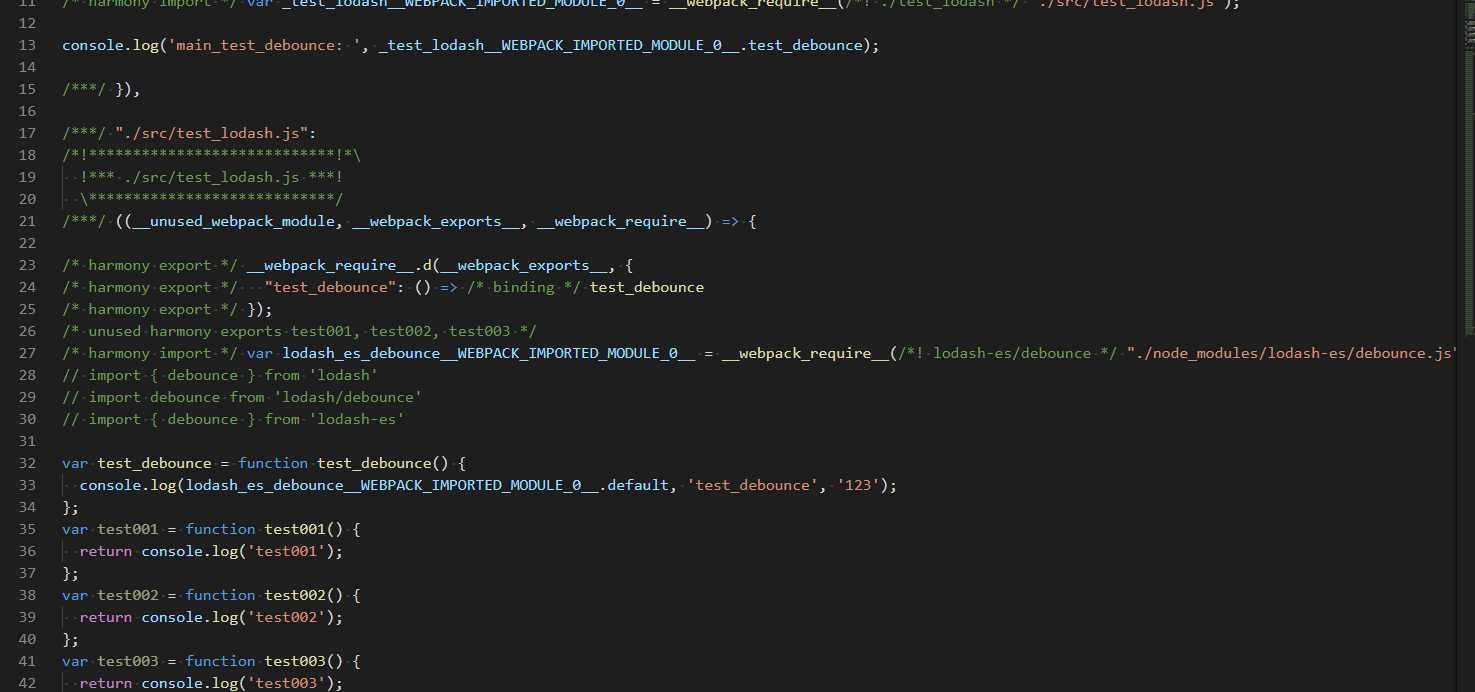 11 /* harmony import */ var _test_lodash__WEBPACK_IMPORTED_MODULE_0__ = __webpack_require__(/*! ./test_lodash */ "./src/test_lodash.js");
12
13 console.log('main_test_debounce: ', _test_lodash__WEBPACK_IMPORTED_MODULE_0__.test_debounce);
14
15 /***/ }),
16
17 /***/ "./src/test_lodash.js":
18 /*!****************************!*\
19   !*** ./src/test_lodash.js ***!
20   \****************************/
21 /***/ ((__unused_webpack_module, __webpack_exports__, __webpack_require__) => {
22
23 /* harmony export */ __webpack_require__.d(__webpack_exports__, {
24 /* harmony export */   "test_debounce": () => /* binding */ test_debounce
25 /* harmony export */ });
26 /* unused harmony exports test001, test002, test003 */
27 /* harmony import */ var lodash_es_debounce__WEBPACK_IMPORTED_MODULE_0__ = __webpack_require__(/*! lodash-es/debounce */ "./node_modules/lodash-es/debounce.js"
28 // import { debounce } from 'lodash'
29 // import debounce from 'lodash/debounce'
30 // import { debounce } from 'lodash-es'
31
32 var test_debounce = function test_debounce() {
33   console.log(lodash_es_debounce__WEBPACK_IMPORTED_MODULE_0__.default, 'test_debounce', '123');
34 };
35 var test001 = function test001() {
36   return console.log('test001');
37 };
38 var test002 = function test002() {
39   return console.log('test002');
40 };
41 var test003 = function test003() {
42   return console.log('test003');